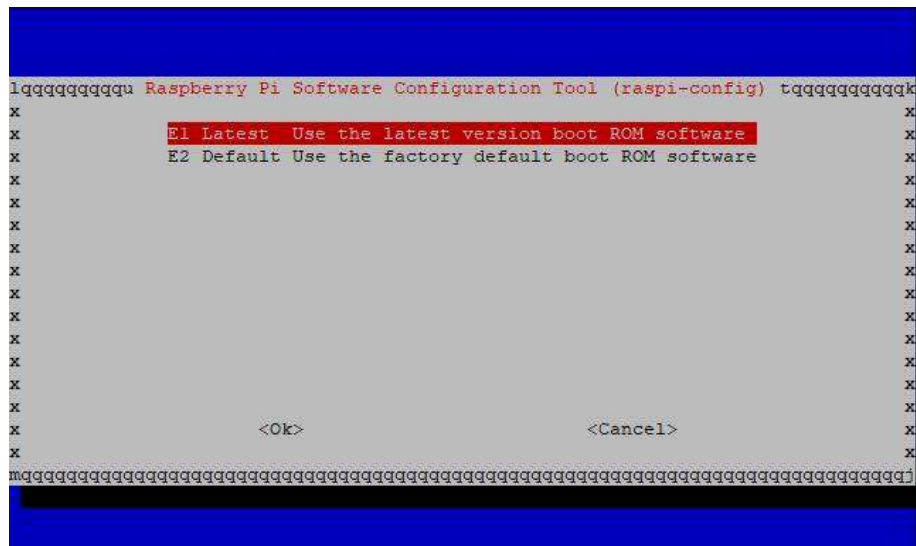 lqqqqqqqqqu Raspberry Pi Software Configuration Tool (raspi-config) tqqqqqqqqqqk
x x
x E1 Latest  Use the latest version boot ROM software x
x E2 Default Use the factory default boot ROM software x
x x
x x
x x
x x
x x
x x
x x
x x
x x
x x
x x
x <Ok> <Cancel> x
x x
mqqqqqqqqqqqqqqqqqqqqqqqqqqqqqqqqqqqqqqqqqqqqqqqqqqqqqqqqqqqqqqqqqqqqqqqqqqqqqqj